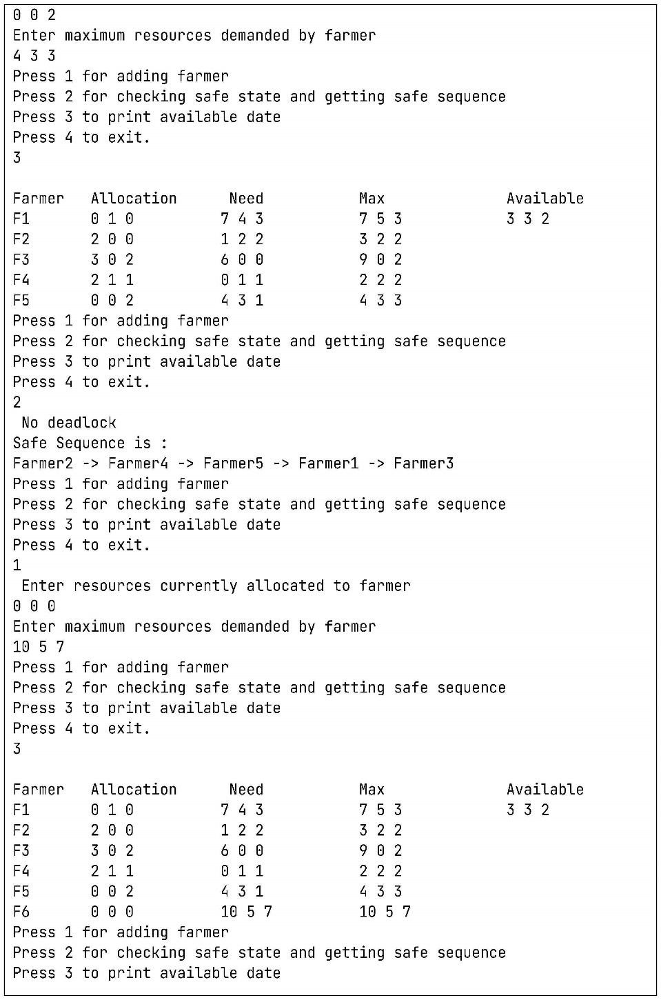 0 0 2
Enter maximum resources demanded by farmer
4 3 3
Press 1 for adding farmer
Press 2 for checking safe state and getting safe sequence
Press 3 to print available date
Press 4 to exit.
3
Farmer Allocation Need Max Available
F1 0 1 0 7 4 3 7 5 3 3 3 2
F2 2 0 0 1 2 2 3 2 2
F3 3 0 2 6 0 0 9 0 2
F4 2 1 1 0 1 1 2 2 2
F5 0 0 2 4 3 1 4 3 3
Press 1 for adding farmer
Press 2 for checking safe state and getting safe sequence
Press 3 to print available date
Press 4 to exit.
2
No deadlock
Safe Sequence is :
Farmer2 -> Farmer4 -> Farmer5 -> Farmer1 -> Farmer3
Press 1 for adding farmer
Press 2 for checking safe state and getting safe sequence
Press 3 to print available date
Press 4 to exit.
1
Enter resources currently allocated to farmer
0 0 0
Enter maximum resources demanded by farmer
10 5 7
Press 1 for adding farmer
Press 2 for checking safe state and getting safe sequence
Press 3 to print available date
Press 4 to exit.
3
Farmer Allocation Need Max Available
F1 0 1 0 7 4 3 7 5 3 3 3 2
F2 2 0 0 1 2 2 3 2 2
F3 3 0 2 6 0 0 9 0 2
F4 2 1 1 0 1 1 2 2 2
F5 0 0 2 4 3 1 4 3 3
F6 0 0 0 10 5 7 10 5 7
Press 1 for adding farmer
Press 2 for checking safe state and getting safe sequence
Press 3 to print available date